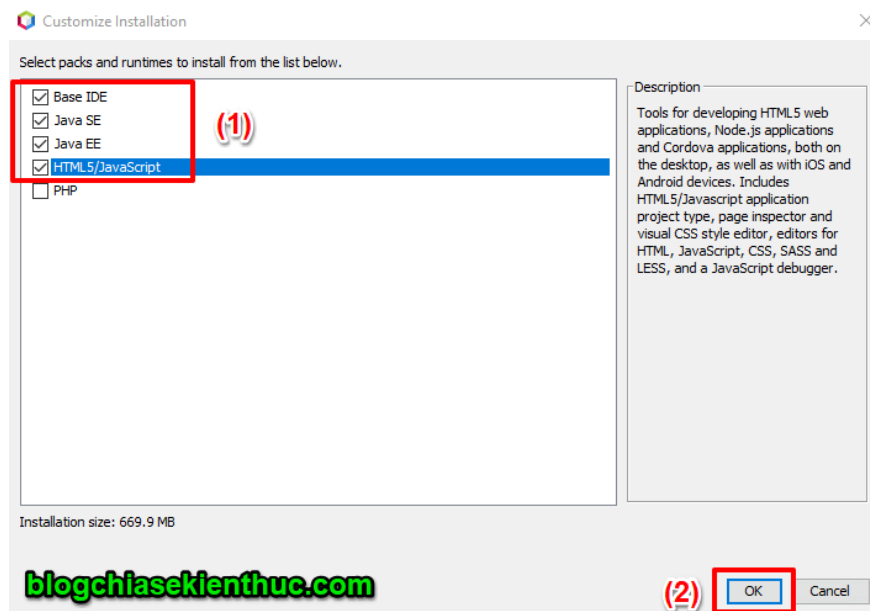 Customize Installation
Select packs and runtimes to install from the list below.
Base IDE
Java SE
Java EE
HTML5/JavaScript
PHP
(1)
Description
Tools for developing HTML5 web
applications, Node.js applications
and Cordova applications, both on
the desktop, as well as with iOS and
Android devices. Includes
HTML5/Javascript application
project type, page inspector and
visual CSS style editor, editors for
HTML, JavaScript, CSS, SASS and
LESS, and a JavaScript debugger.
Installation size: 669.9 MB
blogchiasekienthuc.com
(2)
OK
Cancel